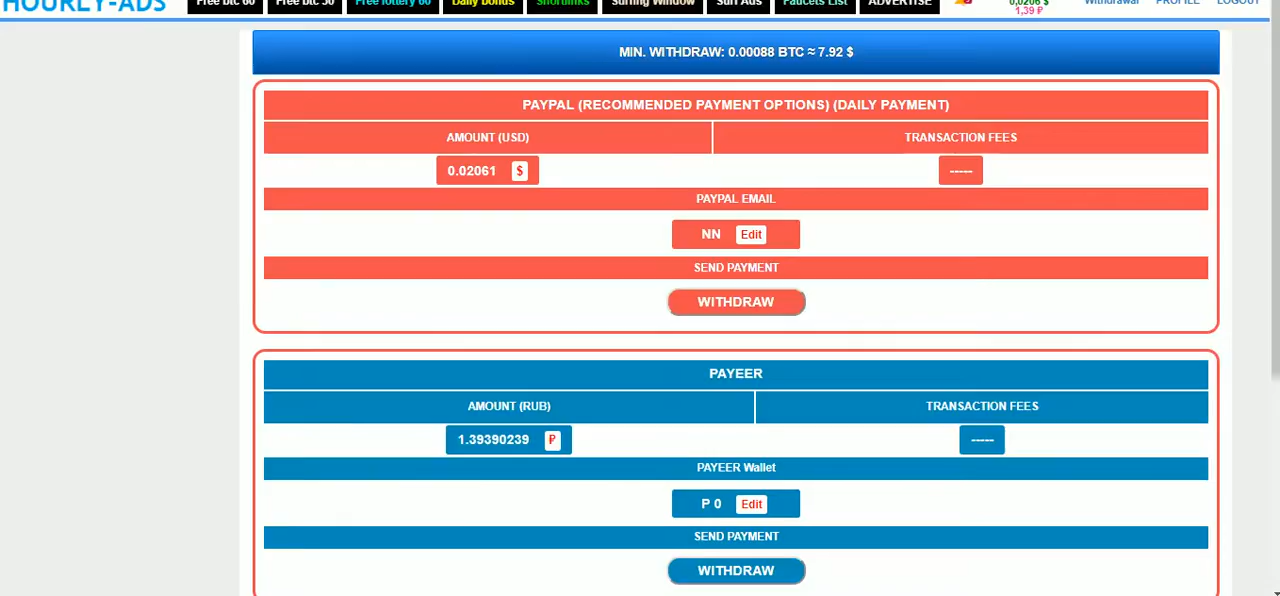 HOURLY-ADS Free btc 60 Free btc 30 Free lottery 60 Daily bonus Shortlinks Surfing Window Surf Ads Faucets List ADVERTISE 0,0206 $ Withdrawal PROFILE LOGOUT
1,39 ₽
MIN. WITHDRAW: 0.00088 BTC ≈ 7.92 $
PAYPAL (RECOMMENDED PAYMENT OPTIONS) (DAILY PAYMENT)
AMOUNT (USD) TRANSACTION FEES
0.02061 $ -----
PAYPAL EMAIL
NN Edit
SEND PAYMENT
WITHDRAW
PAYEER
AMOUNT (RUB) TRANSACTION FEES
1.39390239 ₽ -----
PAYEER Wallet
P 0 Edit
SEND PAYMENT
WITHDRAW